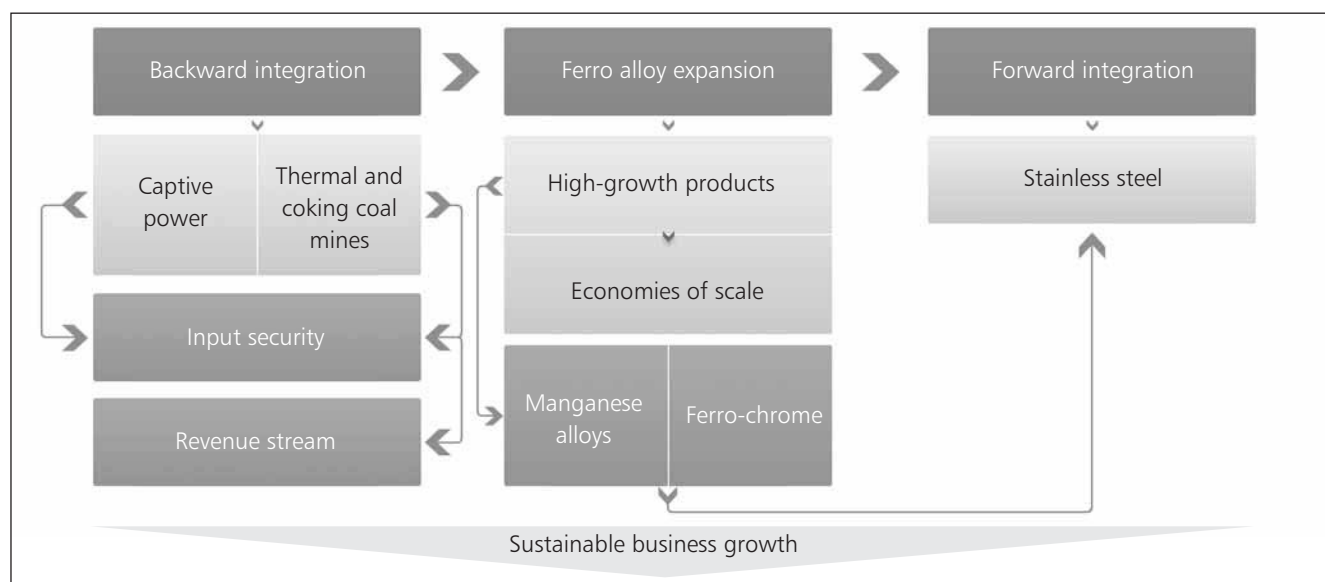 Backward integration
Ferro alloy expansion
Forward integration
Captive
power
Thermal and
coking coal
mines
High-growth products
Stainless steel
Economies of scale
Input security
Manganese
alloys
Ferro-chrome
Revenue stream
Sustainable business growth